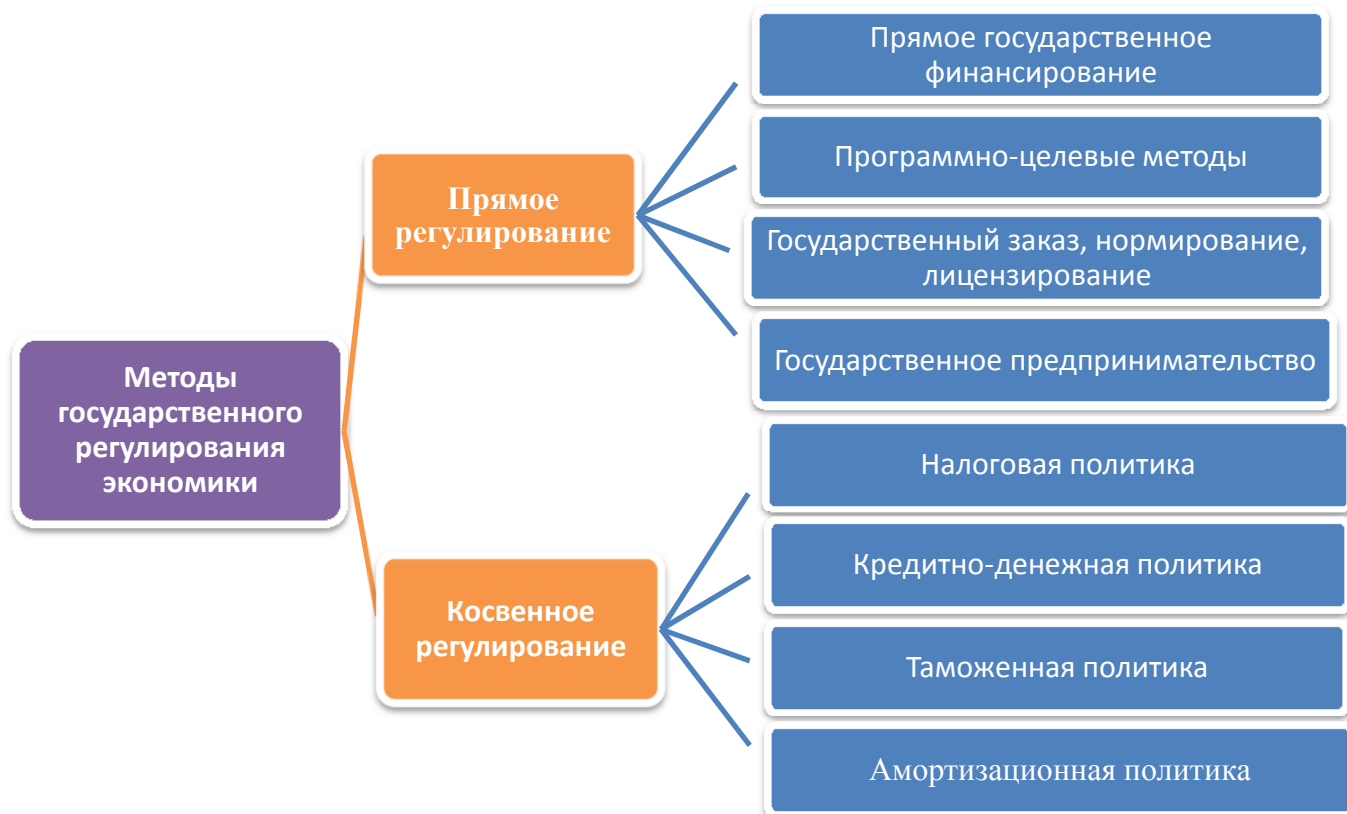 Методы
государственного
регулирования
экономики
Прямое
регулирование
Прямое государственное
финансирование
Программно-целевые методы
Государственный заказ, нормирование,
лицензирование
Государственное предпринимательство
Косвенное
регулирование
Налоговая политика
Кредитно-денежная политика
Таможенная политика
Амортизационная политика